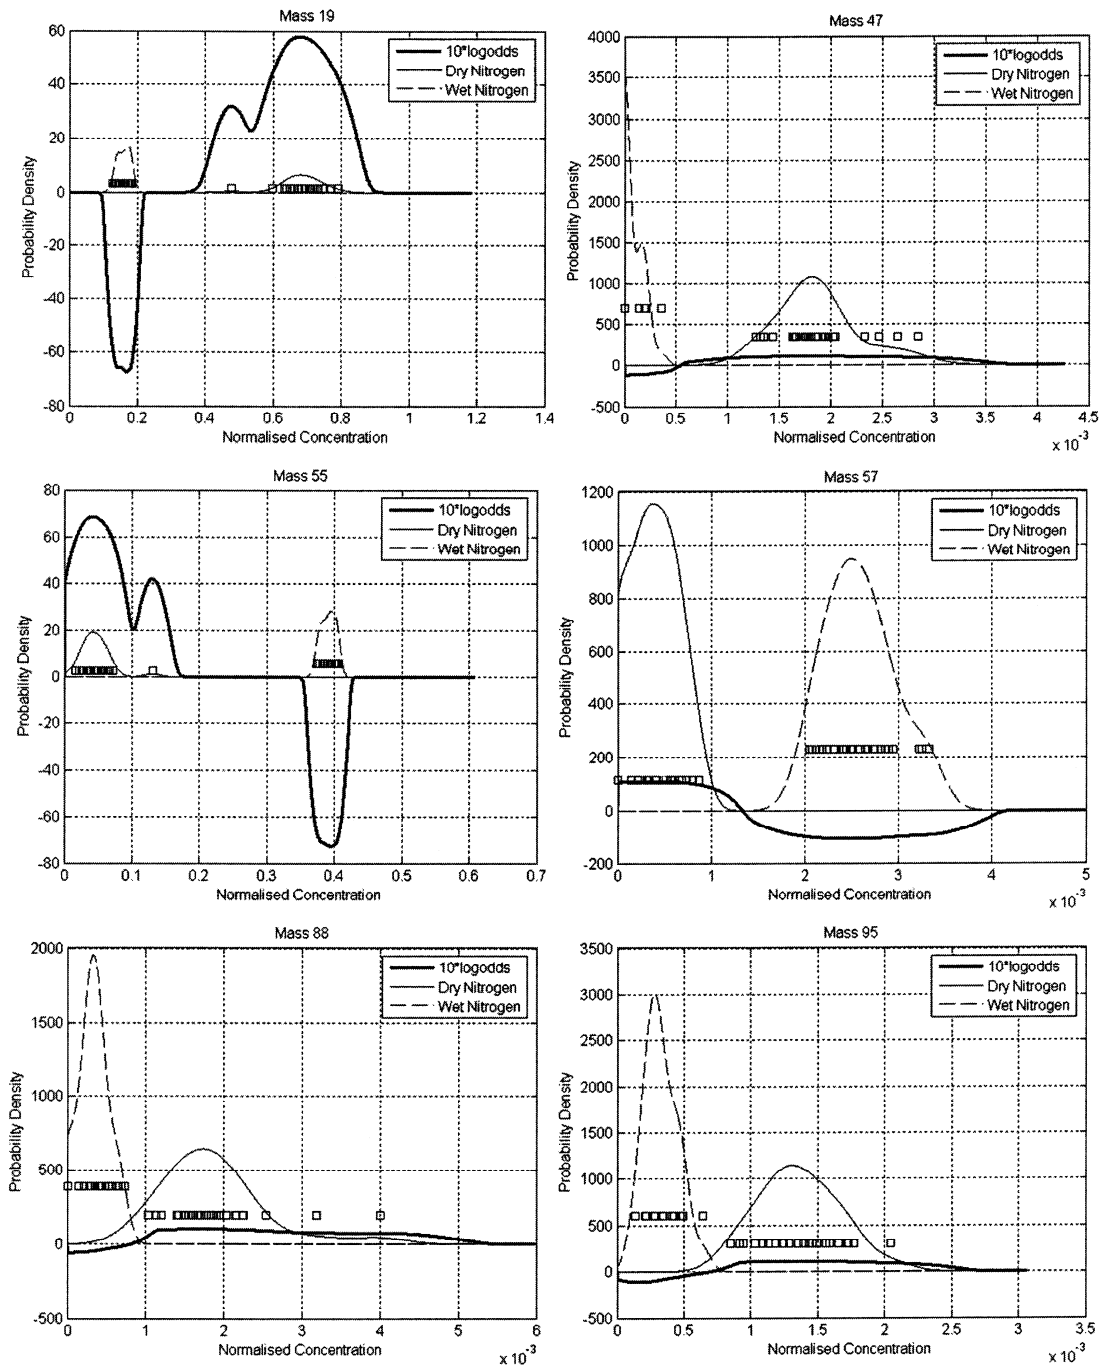 Mass 19
60
40
20
0
-20
-40
-60
-80
Probability Density
0 0.2 0.4 0.6 0.8 1 1.2 1.4
Normalised Concentration
10*logodds
Dry Nitrogen
Wet Nitrogen
Mass 47
4000
3500
3000
2500
2000
1500
1000
500
0
-500
Probability Density
0 0.5 1 1.5 2 2.5 3 3.5 4 4.5
Normalised Concentration
x 10^-3
10*logodds
Dry Nitrogen
Wet Nitrogen
Mass 55
80
60
40
20
0
-20
-40
-60
-80
Probability Density
0 0.1 0.2 0.3 0.4 0.5 0.6 0.7
Normalised Concentration
10*logodds
Dry Nitrogen
Wet Nitrogen
Mass 57
1200
1000
800
600
400
200
0
-200
Probability Density
0 1 2 3 4 5
Normalised Concentration
x 10^-3
10*logodds
Dry Nitrogen
Wet Nitrogen
Mass 88
2000
1500
1000
500
0
-500
Probability Density
0 1 2 3 4 5 6
Normalised Concentration
x 10^-3
10*logodds
Dry Nitrogen
Wet Nitrogen
Mass 95
3500
3000
2500
2000
1500
1000
500
0
-500
Probability Density
0 0.5 1 1.5 2 2.5 3 3.5
Normalised Concentration
x 10^-3
10*logodds
Dry Nitrogen
Wet Nitrogen